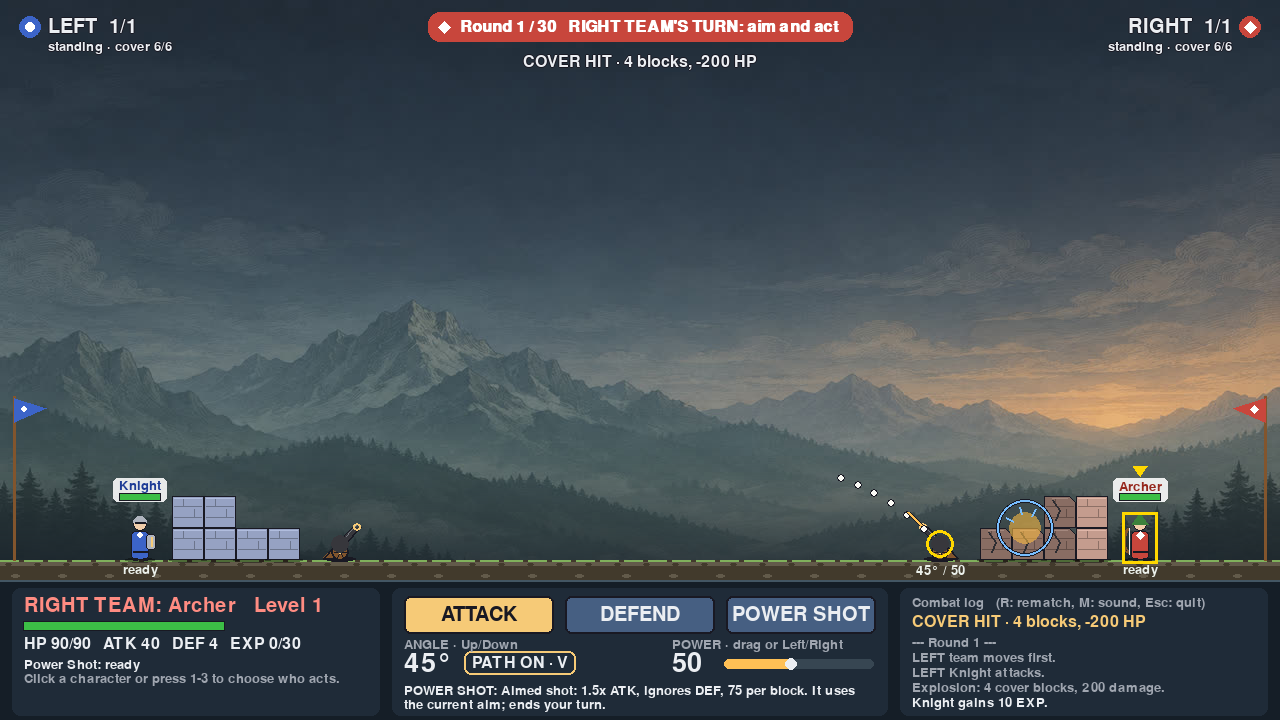 LEFT 1/1
standing · cover 6/6
Round 1 / 30 RIGHT TEAM'S TURN: aim and act
RIGHT 1/1
standing · cover 6/6
COVER HIT · 4 blocks, -200 HP
Knight
ready
Archer
45° / 50
ready
RIGHT TEAM: Archer Level 1
HP 90/90 ATK 40 DEF 4 EXP 0/30
Power Shot: ready
Click a character or press 1-3 to choose who acts.
ATTACK
DEFEND
POWER SHOT
ANGLE · Up/Down
45°
PATH ON · V
POWER · drag or Left/Right
50
POWER SHOT: Aimed shot: 1.5x ATK, ignores DEF, 75 per block. It uses
the current aim; ends your turn.
Combat log (R: rematch, M: sound, Esc: quit)
COVER HIT · 4 blocks, -200 HP
--- Round 1 ---
LEFT team moves first.
LEFT Knight attacks.
Explosion: 4 cover blocks, 200 damage.
Knight gains 10 EXP.